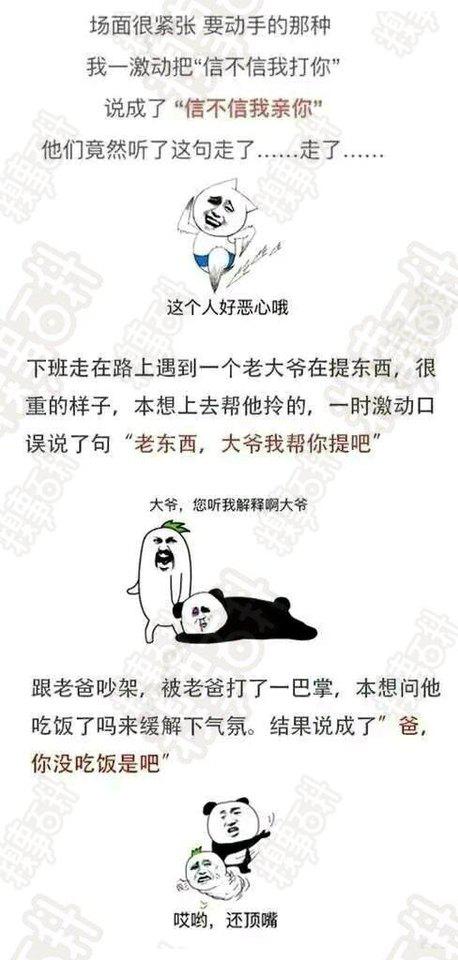 场面很紧张 要动手的那种
我一激动把“信不信我打你”
说成了 “信不信我亲你”
他们竟然听了这句走了……走了……
这个人好恶心哦
下班走在路上遇到一个老大爷在提东西，很
重的样子，本想上去帮他拎的，一时激动口
误说了句“老东西，大爷我帮你提吧”
大爷，您听我解释啊大爷
跟老爸吵架，被老爸打了一巴掌，本想问他
吃饭了吗来缓解下气氛。结果说成了”爸，
你没吃饭是吧”
哎哟，还顶嘴